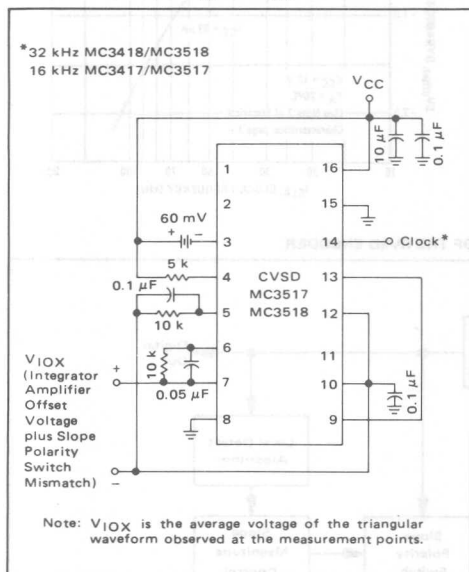 *32 kHz MC3418/MC3518
16 kHz MC3417/MC3517
VCC
10 μF
0.1 μF
1
16
2
15
60 mV
+ -
3
14
Clock*
5 k
4
CVSD
13
0.1 μF
MC3517
5
MC3518
12
10 k
6
11
10 k
VIOX
+
(Integrator
7
10
0.05 μF
0.1 μF
Amplifier
Offset
8
9
Voltage
plus Slope
Polarity
Switch
Mismatch)
-
Note: VIOX is the average voltage of the triangular
waveform observed at the measurement points.